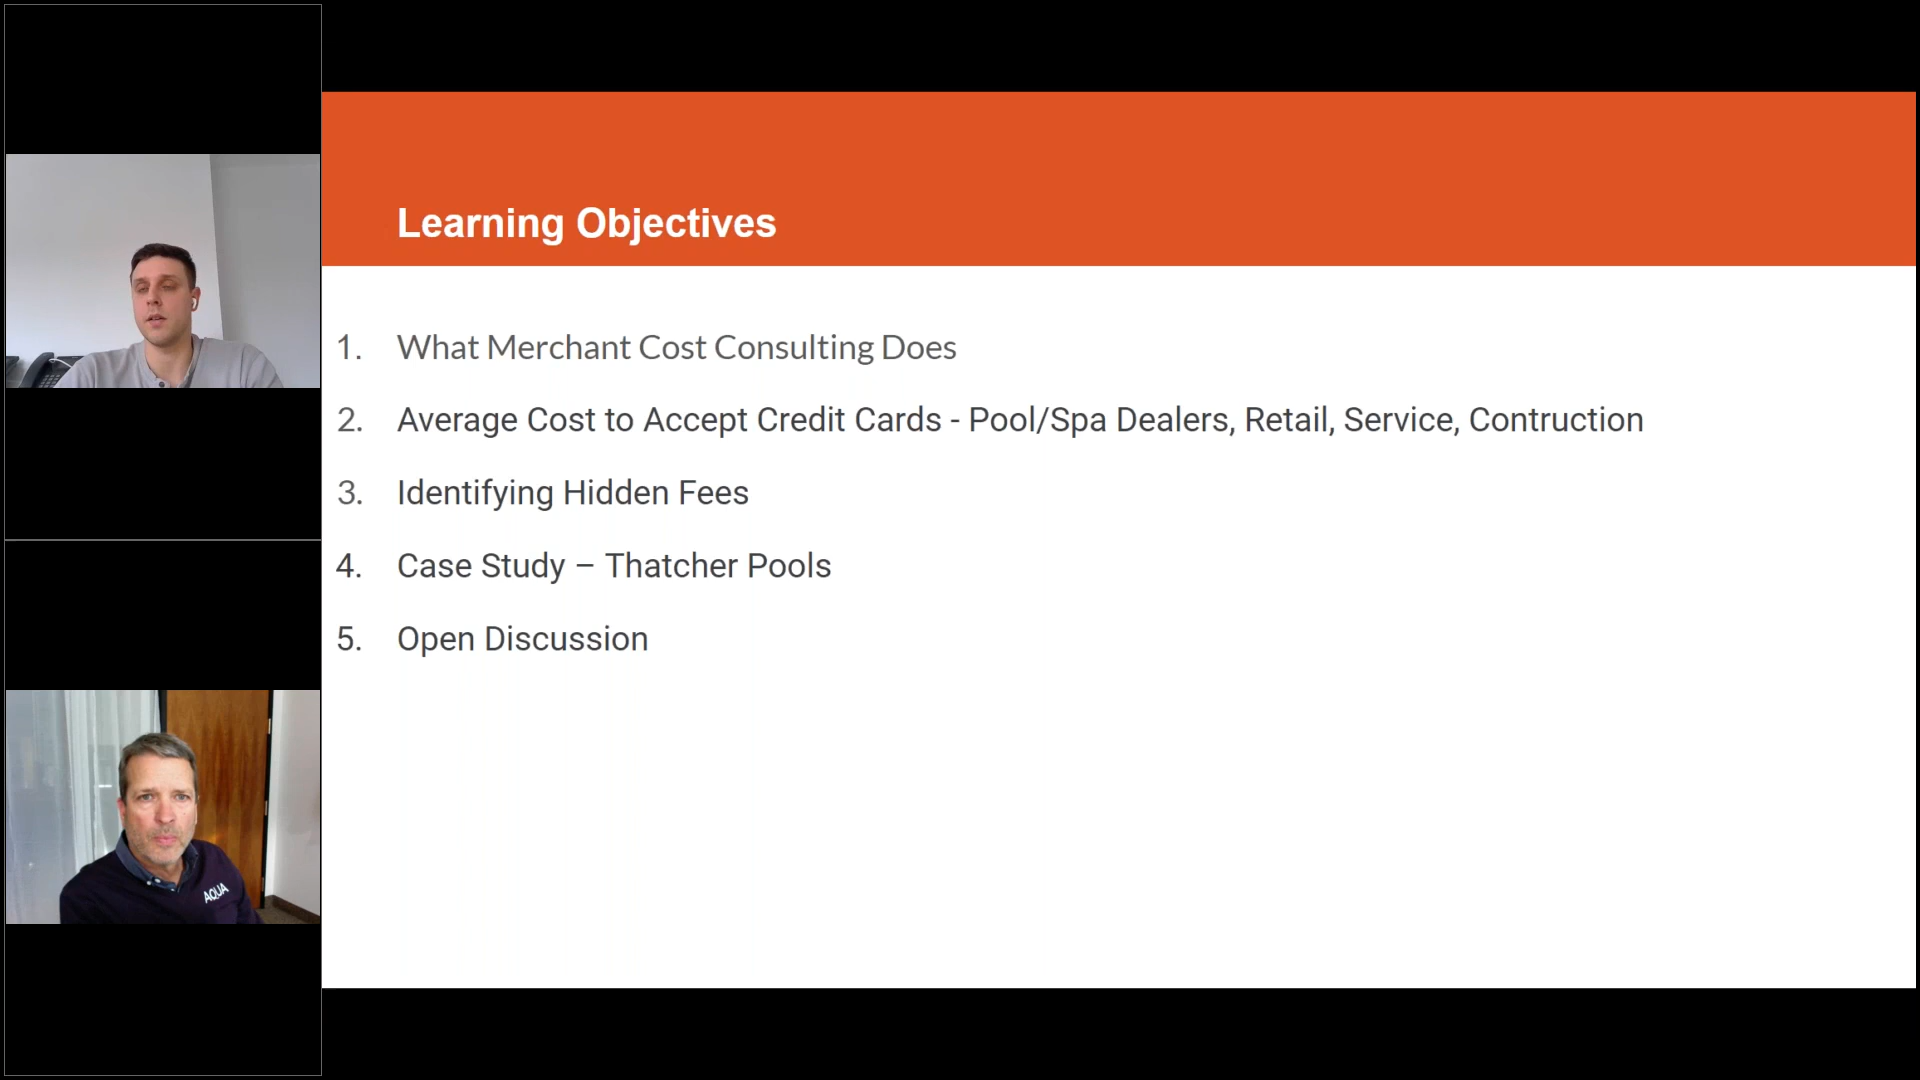 Learning Objectives
1. What Merchant Cost Consulting Does
2. Average Cost to Accept Credit Cards - Pool/Spa Dealers, Retail, Service, Contruction
3. Identifying Hidden Fees
4. Case Study – Thatcher Pools
5. Open Discussion
AQUA